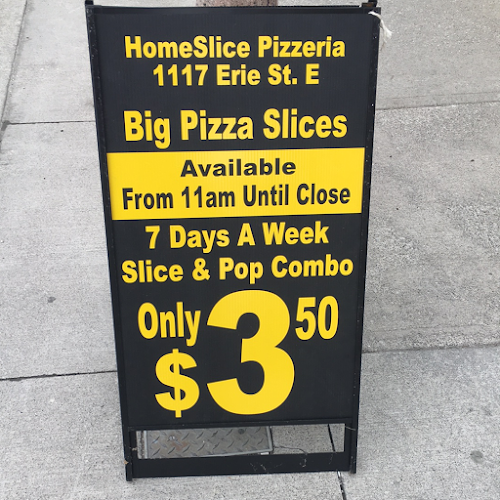 HomeSlice Pizzeria
1117 Erie St. E
Big Pizza Slices
Available
From 11am Until Close
7 Days A Week
Slice & Pop Combo
Only $3 50